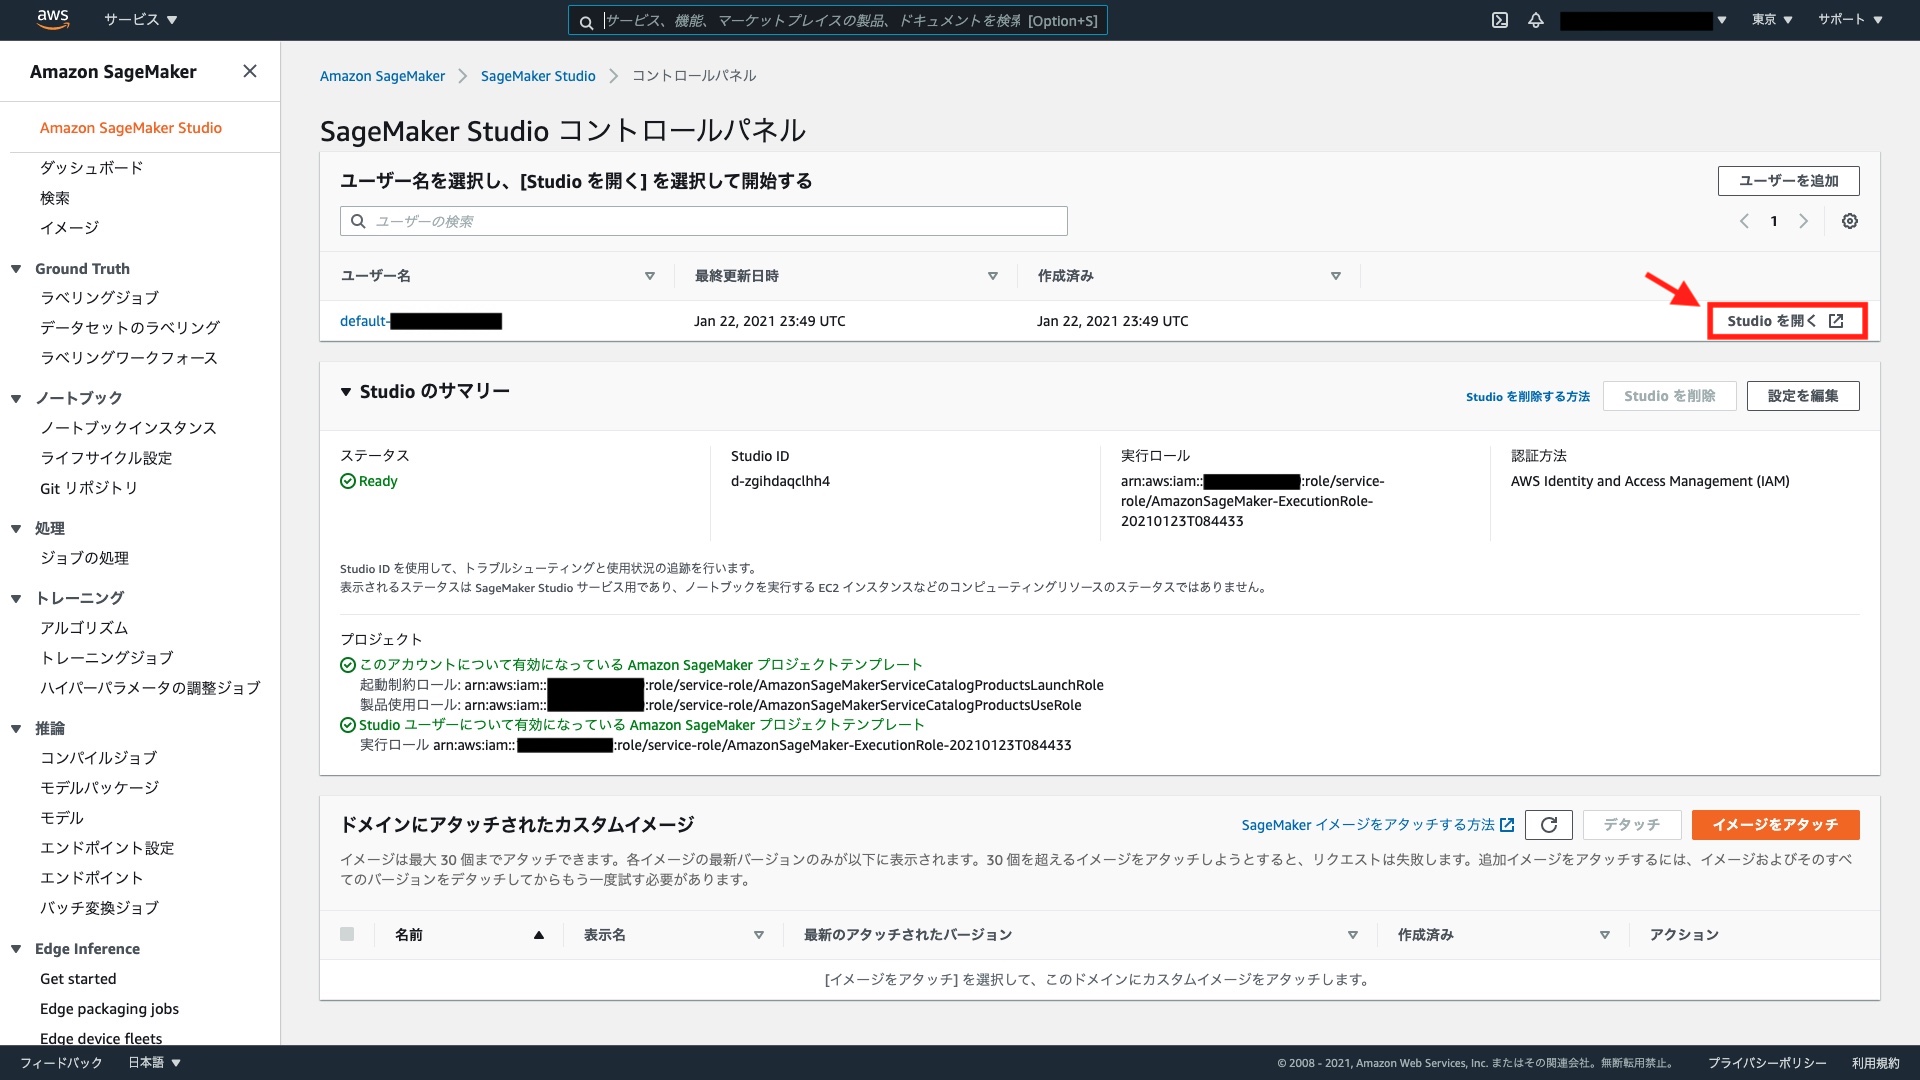 aws
サービス ▼
サービス、機能、マーケットプレイスの製品、ドキュメントを検索 [Option+S]
東京 ▼
サポート ▼
Amazon SageMaker
Amazon SageMaker Studio
ダッシュボード
検索
イメージ
Ground Truth
ラベリングジョブ
データセットのラベリング
ラベリングワークフォース
ノートブック
ノートブックインスタンス
ライフサイクル設定
Git リポジトリ
処理
ジョブの処理
トレーニング
アルゴリズム
トレーニングジョブ
ハイパーパラメータの調整ジョブ
推論
コンパイルジョブ
モデルパッケージ
モデル
エンドポイント設定
エンドポイント
バッチ変換ジョブ
Edge Inference
Get started
Edge packaging jobs
Edge device fleets
Amazon SageMaker > SageMaker Studio > コントロールパネル
SageMaker Studio コントロールパネル
ユーザー名を選択し、[Studio を開く] を選択して開始する
ユーザーを追加
ユーザーの検索
1
ユーザー名 最終更新日時 作成済み
default- Jan 22, 2021 23:49 UTC Jan 22, 2021 23:49 UTC Studio を開く
Studio のサマリー
Studio を削除する方法 Studio を削除 設定を編集
ステータス
Ready
Studio ID
d-zgihdaqclhh4
実行ロール
arn:aws:iam:: :role/service-
role/AmazonSageMaker-ExecutionRole-
20210123T084433
認証方法
AWS Identity and Access Management (IAM)
Studio ID を使用して、トラブルシューティングと使用状況の追跡を行います。
表示されるステータスは SageMaker Studio サービス用であり、ノートブックを実行する EC2 インスタンスなどのコンピューティングリソースのステータスではありません。
プロジェクト
このアカウントについて有効になっている Amazon SageMaker プロジェクトテンプレート
起動制約ロール: arn:aws:iam:: :role/service-role/AmazonSageMakerServiceCatalogProductsLaunchRole
製品使用ロール: arn:aws:iam:: :role/service-role/AmazonSageMakerServiceCatalogProductsUseRole
Studio ユーザーについて有効になっている Amazon SageMaker プロジェクトテンプレート
実行ロール arn:aws:iam:: :role/service-role/AmazonSageMaker-ExecutionRole-20210123T084433
ドメインにアタッチされたカスタムイメージ
SageMaker イメージをアタッチする方法 デタッチ イメージをアタッチ
イメージは最大 30 個までアタッチできます。各イメージの最新バージョンのみが以下に表示されます。30 個を超えるイメージをアタッチしようとすると、リクエストは失敗します。追加イメージをアタッチするには、イメージおよびそのすべ
てのバージョンをデタッチしてからもう一度試す必要があります。
名前 表示名 最新のアタッチされたバージョン 作成済み アクション
[イメージをアタッチ] を選択して、このドメインにカスタムイメージをアタッチします。
フィードバック 日本語 ▼
© 2008 - 2021, Amazon Web Services, Inc. またはその関連会社。無断転用禁止。 プライバシーポリシー 利用規約